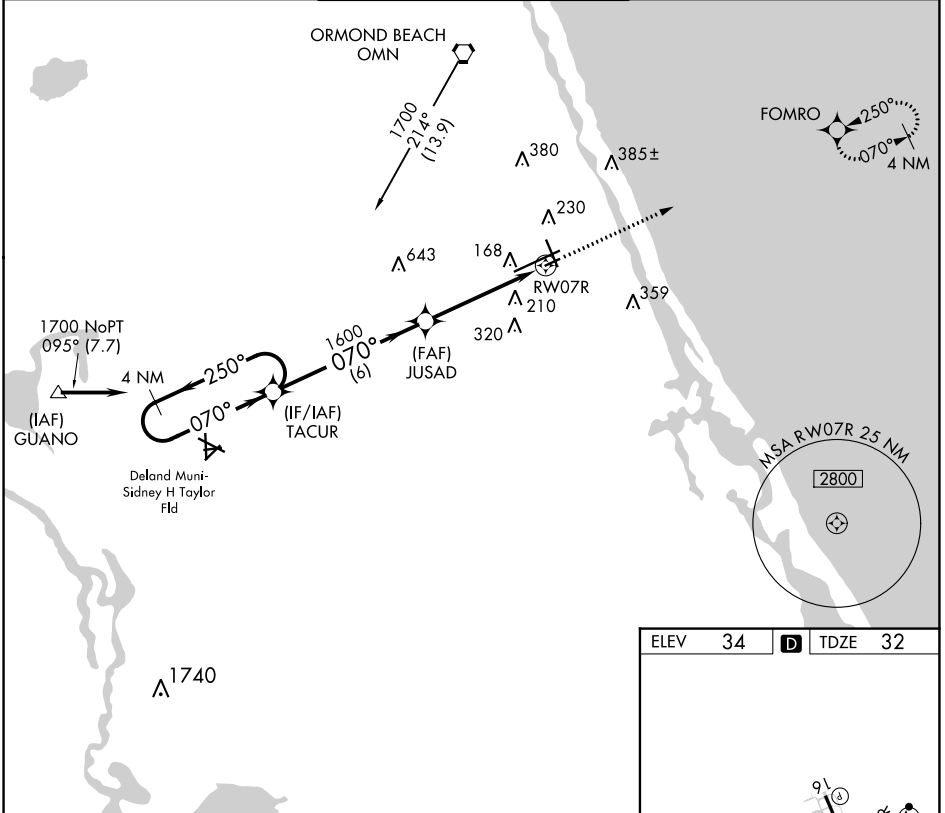 ORMOND BEACH
OMN
1700
214°
(13.9)
FOMRO
250°
070°
4 NM
380
385±
230
643
168
RW07R
210
359
320
1700 NoPT
095° (7.7)
4 NM
250°
070°
1600
070°
(6)
(FAF)
JUSAD
(IF/IAF)
TACUR
(IAF)
GUANO
Deland Muni-
Sidney H Taylor
Fld
MSA RW07R 25 NM
2800
1740
ELEV 34 D TDZE 32
16
P